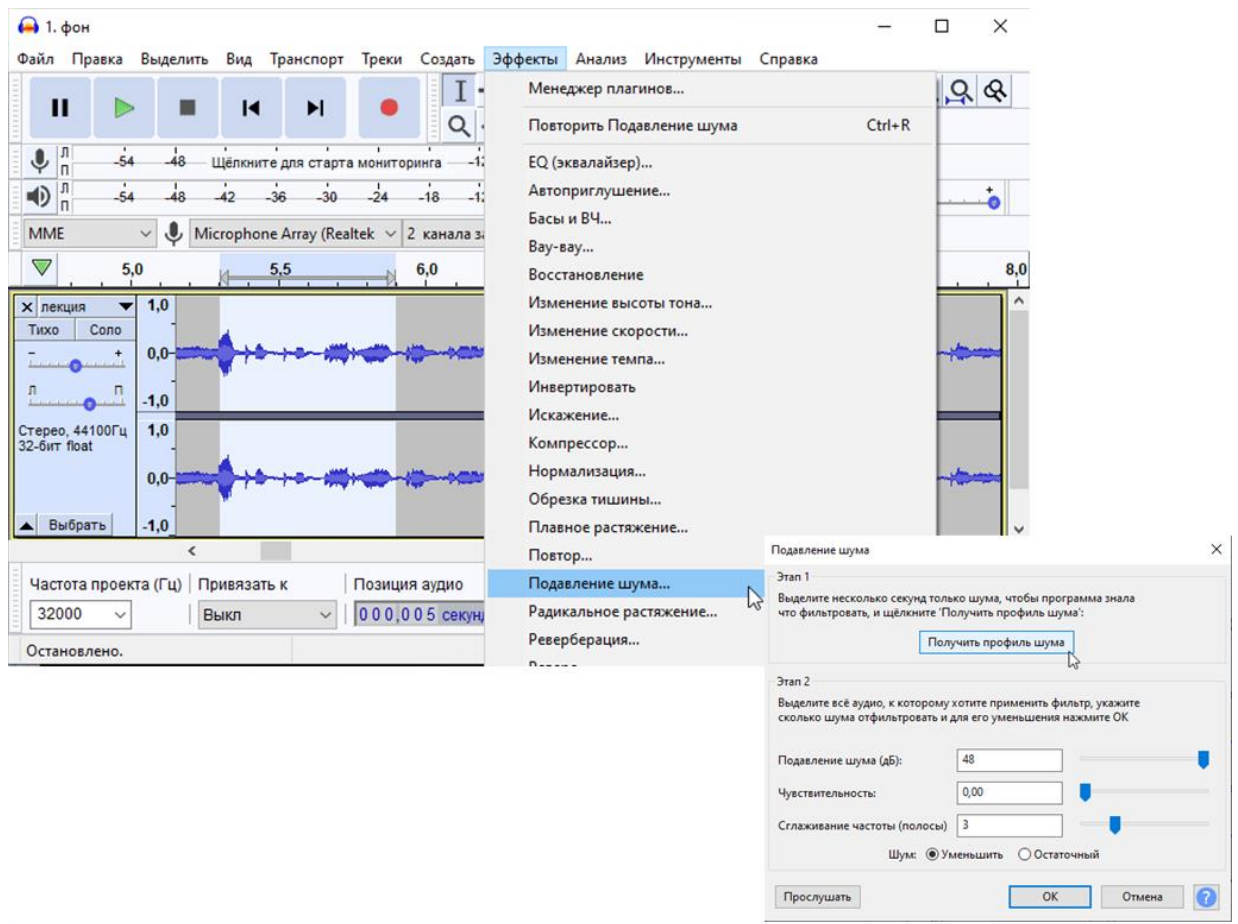 1. фон
Файл Правка Выделить Вид Транспорт Треки Создать Эффекты Анализ Инструменты Справка
Менеджер плагинов...
Повторить Подавление шума Ctrl+R
Л
П
-54 -48 Щёлкните для старта мониторинга
EQ (эквалайзер)...
Автоприглушение...
Л
П
-54 -48 -42 -36 -30 -24 -18
Басы и ВЧ...
MME Microphone Array (Realtek 2 канала
Вау-вау...
5,0 5,5 6,0 8,0
Восстановление
Изменение высоты тона...
Изменение скорости...
Изменение темпа...
Инвертировать
Искажение...
Компрессор...
Нормализация...
Обрезка тишины...
Плавное растяжение...
Повтор...
Подавление шума...
Радикальное растяжение...
Реверберация...
лекция
Тихо Соло
- +
Л П
Стерео, 44100Гц
32-бит float
Выбрать
1,0
0,0
-1,0
1,0
0,0
-1,0
Частота проекта (Гц) Привязать к Позиция аудио
32000 Выкл 000,005
Остановлено.
Подавление шума
Этап 1
Выделите несколько секунд только шума, чтобы программа знала
что фильтровать, и щёлкните 'Получить профиль шума':
Получить профиль шума
Этап 2
Выделите всё аудио, к которому хотите применить фильтр, укажите
сколько шума отфильтровать и для его уменьшения нажмите ОК
Подавление шума (дБ): 48
Чувствительность: 0,00
Сглаживание частоты (полосы) 3
Шум: Уменьшить Остаточный
Прослушать ОК Отмена ?